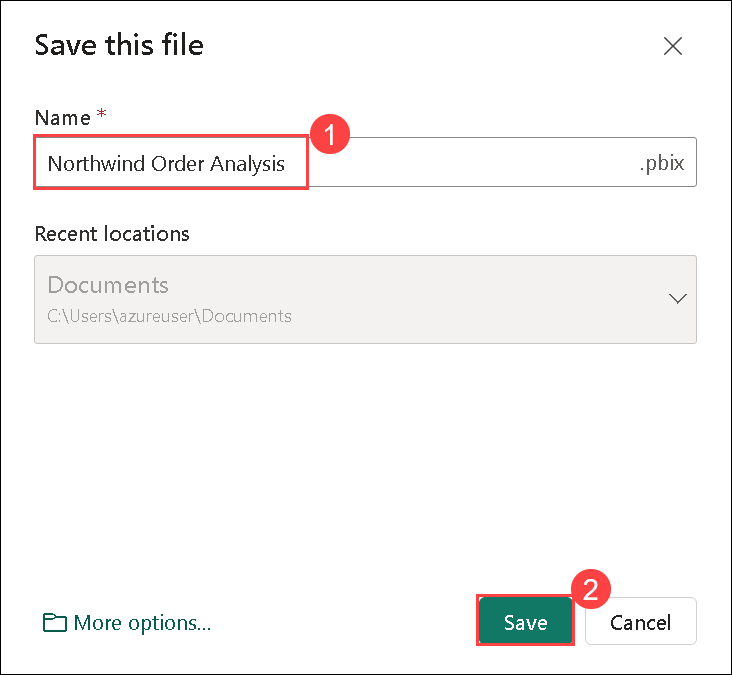 Save this file
Name *
1
Northwind Order Analysis .pbix
Recent locations
Documents
C:\Users\azureuser\Documents
2
More options... Save Cancel